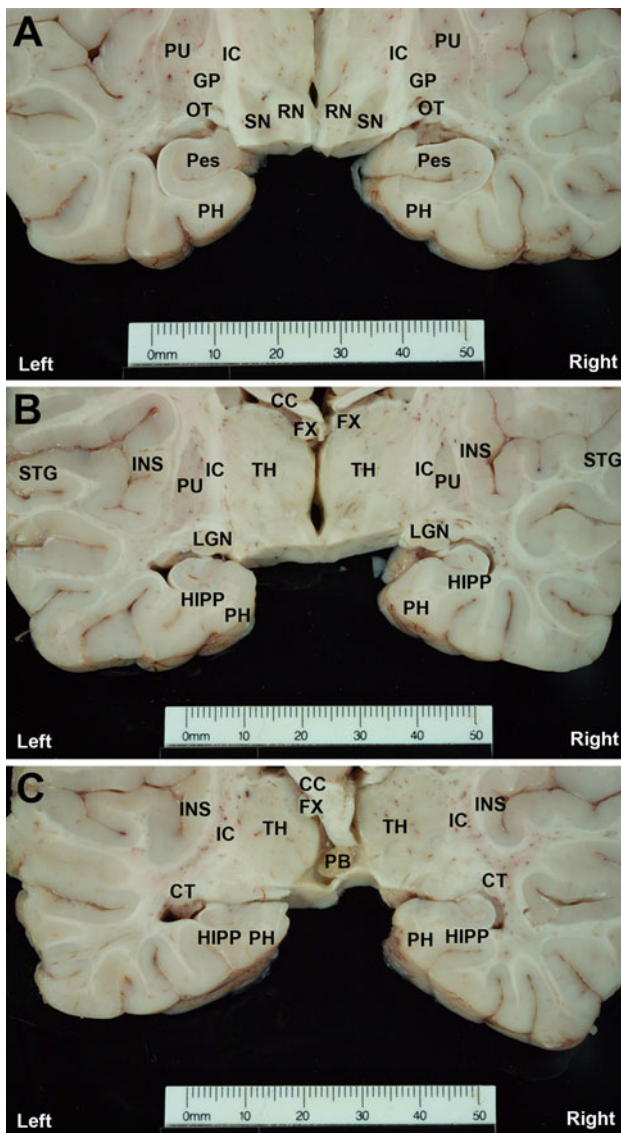 A
PU IC IC PU
GP GP
OT RN RN OT
SN SN
Pes Pes
PH PH
0mm 10 20 30 40 50
Left Right
B
CC
FX FX
STG INS IC TH TH IC INS STG
PU PU
LGN LGN
HIPP HIPP
PH PH
0mm 10 20 30 40 50
Left Right
C
CC
INS FX INS
IC TH TH IC
PB
CT CT
HIPP PH PH HIPP
0mm 10 20 30 40 50
Left Right